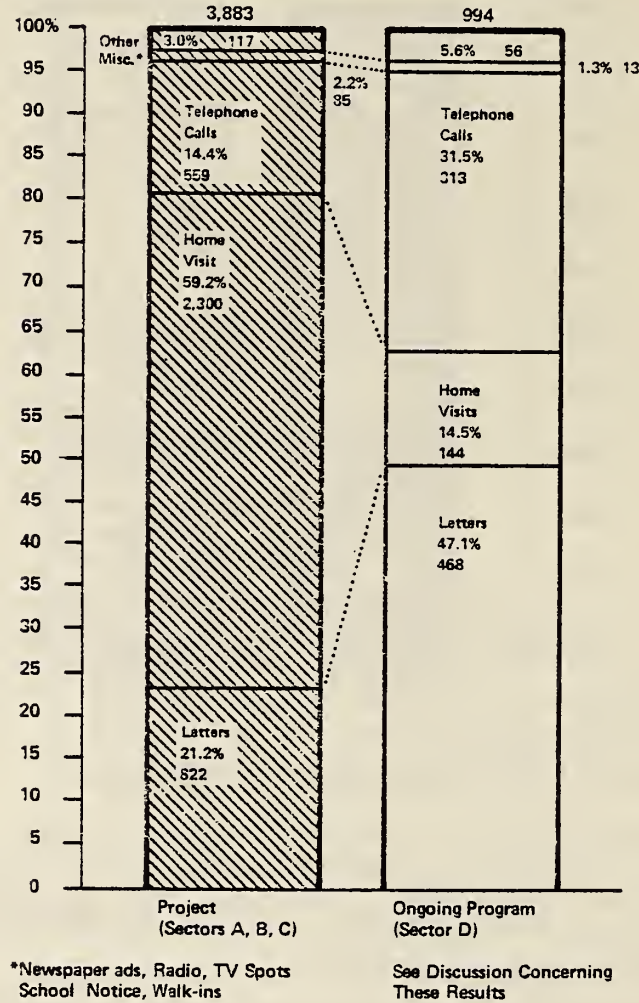 3,883
994
100%
95
90
85
80
75
70
65
60
55
50
45
40
35
30
25
20
15
10
5
0
Other
Misc.*
3.0% 117
2.2%
85
Telephone
Calls
14.4%
559
Home
Visit
59.2%
2,300
Letters
21.2%
822
5.6% 56
1.3% 13
Telephone
Calls
31.5%
313
Home
Visits
14.5%
144
Letters
47.1%
468
Project
(Sectors A, B, C)
Ongoing Program
(Sector D)
*Newspaper ads, Radio, TV Spots
School Notice, Walk-ins
See Discussion Concerning
These Results